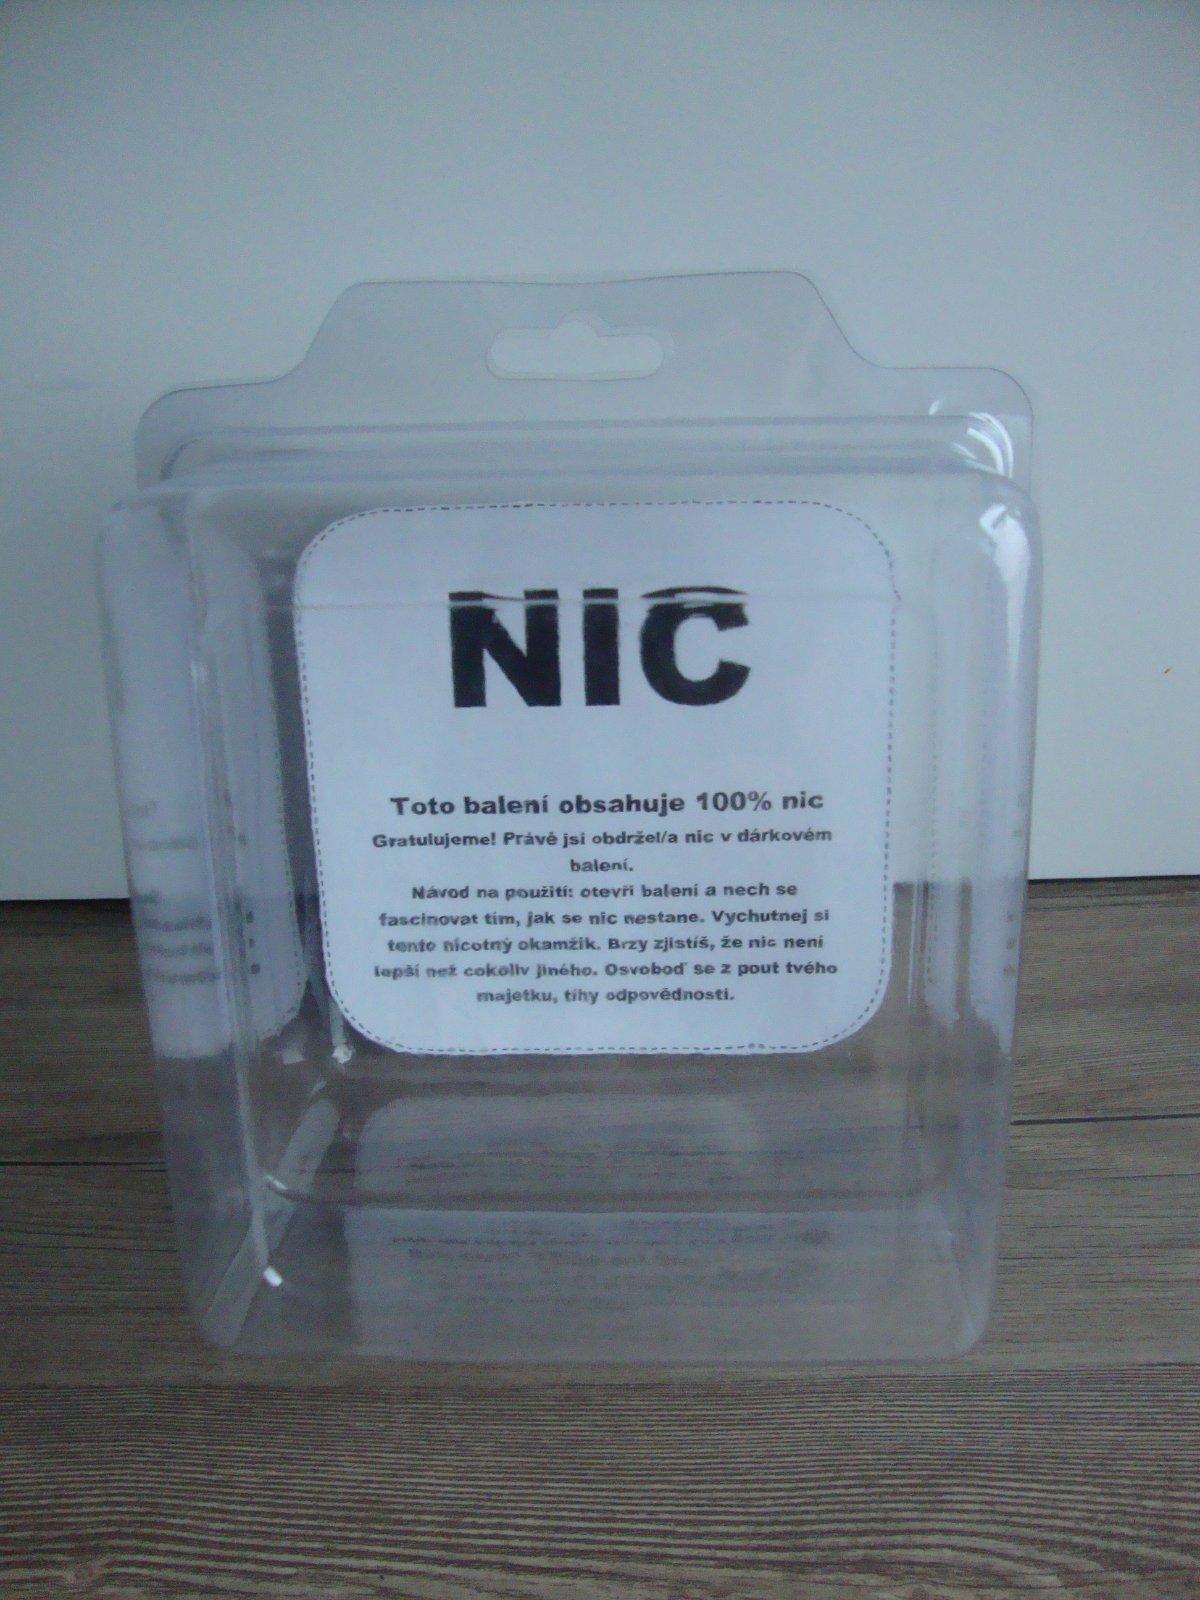 NIC
Toto balení obsahuje 100% nic
Gratulujeme! Právě jsi obdržel/a nic v dárkovém
balení.
Návod na použití: otevři balení a nech se
fascinovat tím, jak se nic nestane. Vychutnej si
tento nicotný okamžik. Brzy zjistíš, že nic není
lepší než cokoliv jiného. Osvoboď se z pout tvého
majetku, tíhy odpovědnosti.